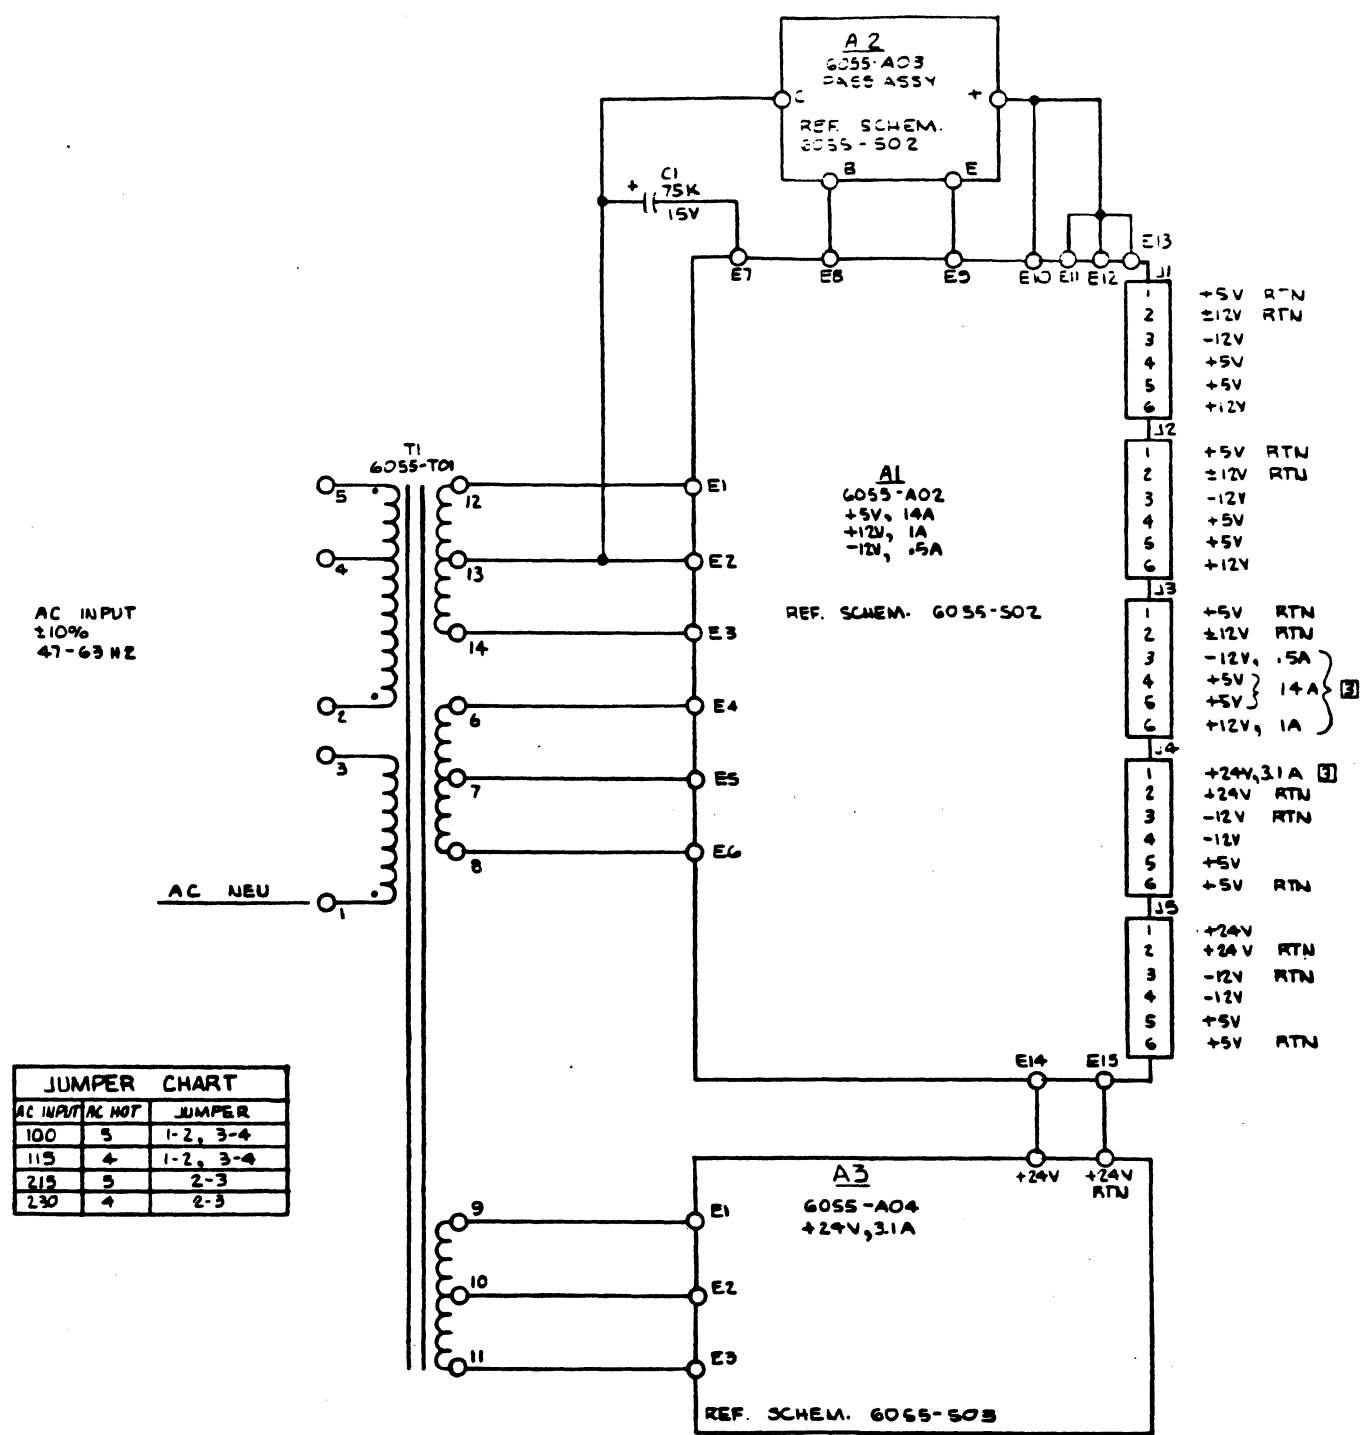 A2
6055-A03
PASS ASSY
C
+
REF. SCHEM.
6055-S02
B
E
C1
+
75K
15V
E7
E8
E9
E10
E11
E12
E13
J1
1 +5V RTN
2 ±12V RTN
3 -12V
4 +5V
5 +5V
6 +12V
J2
1 +5V RTN
2 ±12V RTN
3 -12V
4 +5V
5 +5V
6 +12V
J3
1 +5V RTN
2 ±12V RTN
3 -12V, .5A
4 +5V
5 +5V
14A
3
6 +12V, 1A
J4
1 +24V, 3.1A 3
2 +24V RTN
3 -12V RTN
4 -12V
5 +5V
6 +5V RTN
J5
1 +24V
2 +24V RTN
3 -12V RTN
4 -12V
5 +5V
6 +5V RTN
A1
6055-A02
+5V, 14A
+12V, 1A
-12V, .5A
REF. SCHEM. 6055-S02
T1
6055-T01
5
4
2
3
1
12
13
14
6
7
8
E1
E2
E3
E4
E5
E6
AC INPUT
±10%
47-63 HZ
AC NEU
E14
E15
JUMPER CHART
AC INPUT AC HOT JUMPER
100 5 1-2, 3-4
115 4 1-2, 3-4
215 5 2-3
230 4 2-3
+24V
+24V
RTN
A3
6055-A04
+24V, 3.1A
9
10
11
E1
E2
E3
REF. SCHEM. 6055-S03